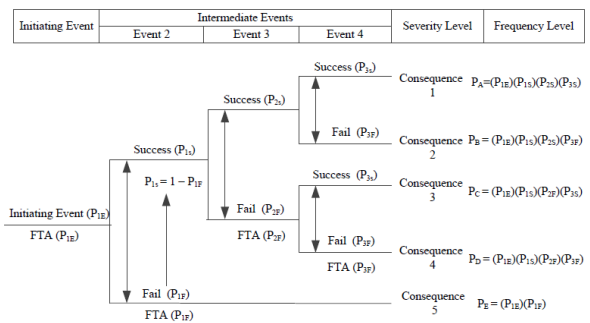 Initiating Event
Intermediate Events
Event 2
Event 3
Event 4
Severity Level
Frequency Level
Success (P3s)
Consequence
1
PA=(P1E)(P1S)(P2S)(P3S)
Success (P2s)
Fail (P3F)
Consequence
2
PB = (P1E)(P1S)(P2S)(P3F)
Success (P1s)
Success (P3s)
Consequence
3
PC = (P1E)(P1S)(P2F)(P3S)
P1s = 1 – P1F
Initiating Event (P1E)
FTA (P1E)
Fail (P2F)
FTA (P2F)
Fail (P3F)
FTA (P3F)
Consequence
4
PD = (P1E)(P1S)(P2F)(P3F)
Fail (P1F)
FTA (P1F)
Consequence
5
PE = (P1E)(P1F)